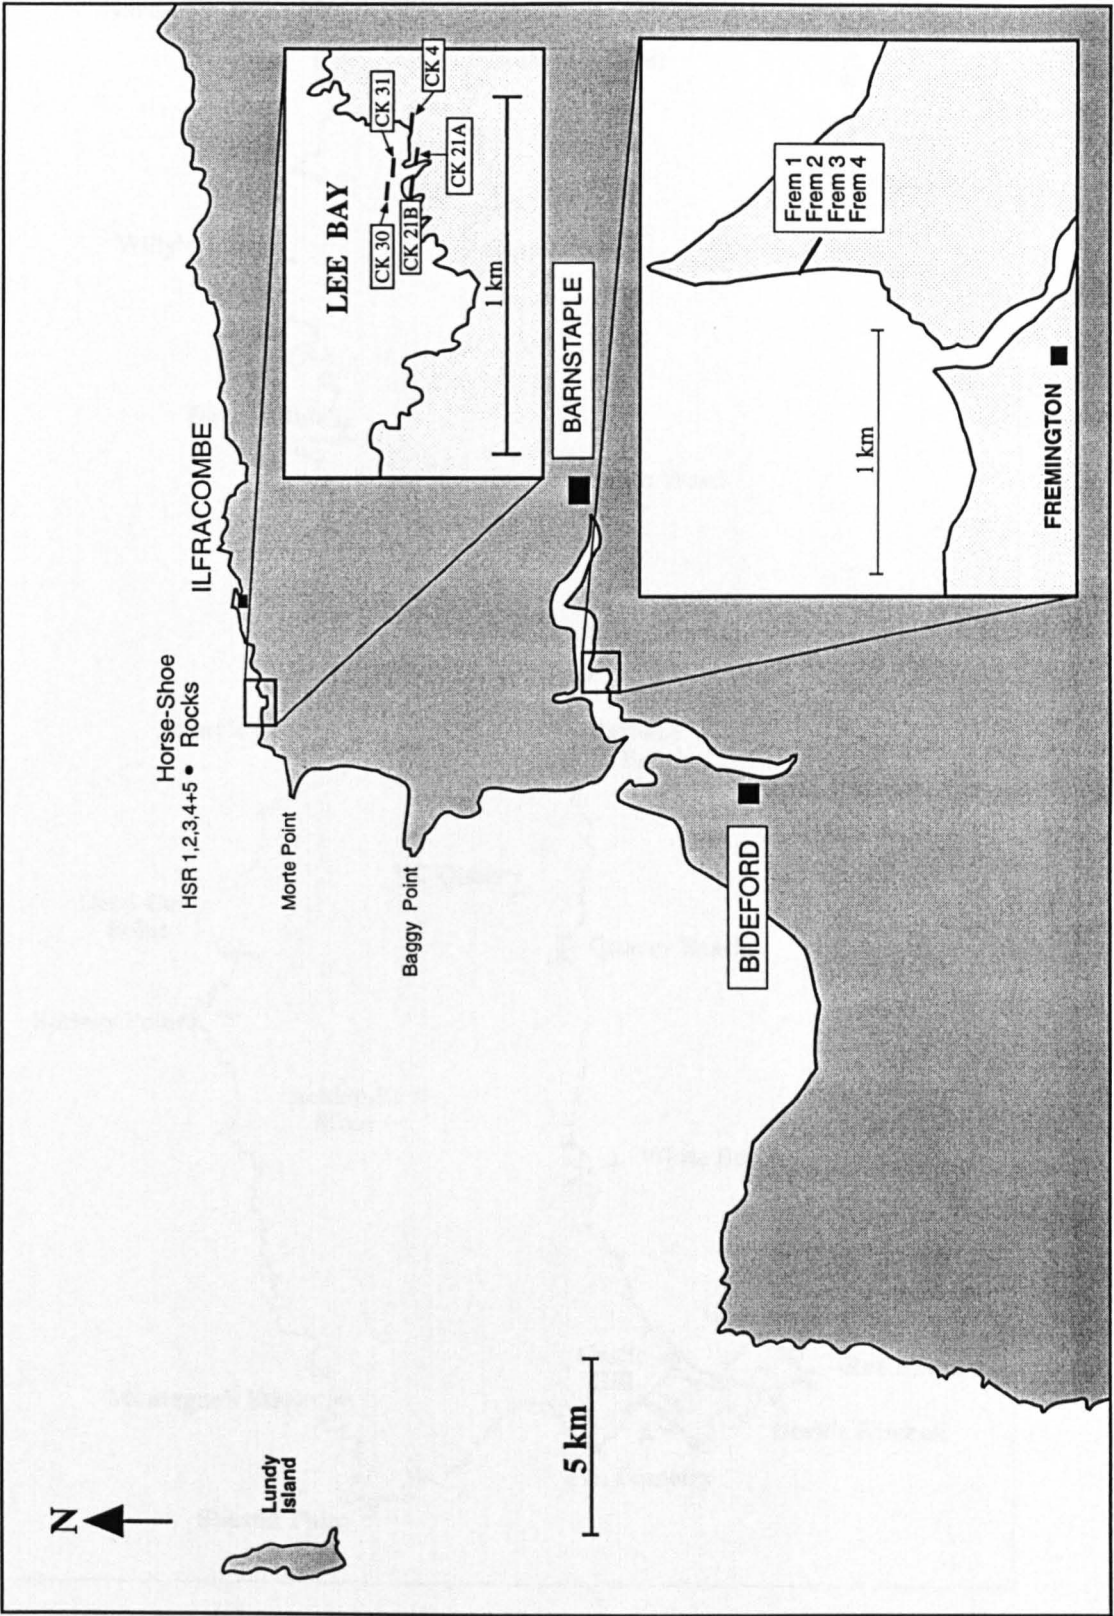 N
Lundy
Island
5 km
Horse-Shoe
HSR 1,2,3,4+5 • Rocks
Morte Point
Baggy Point
ILFRACOMBE
BIDEFORD
BARNSTAPLE
LEE BAY
CK 30
CK 21B
CK 31
CK 4
CK 21A
1 km
Frem 1
Frem 2
Frem 3
Frem 4
1 km
FREMINGTON